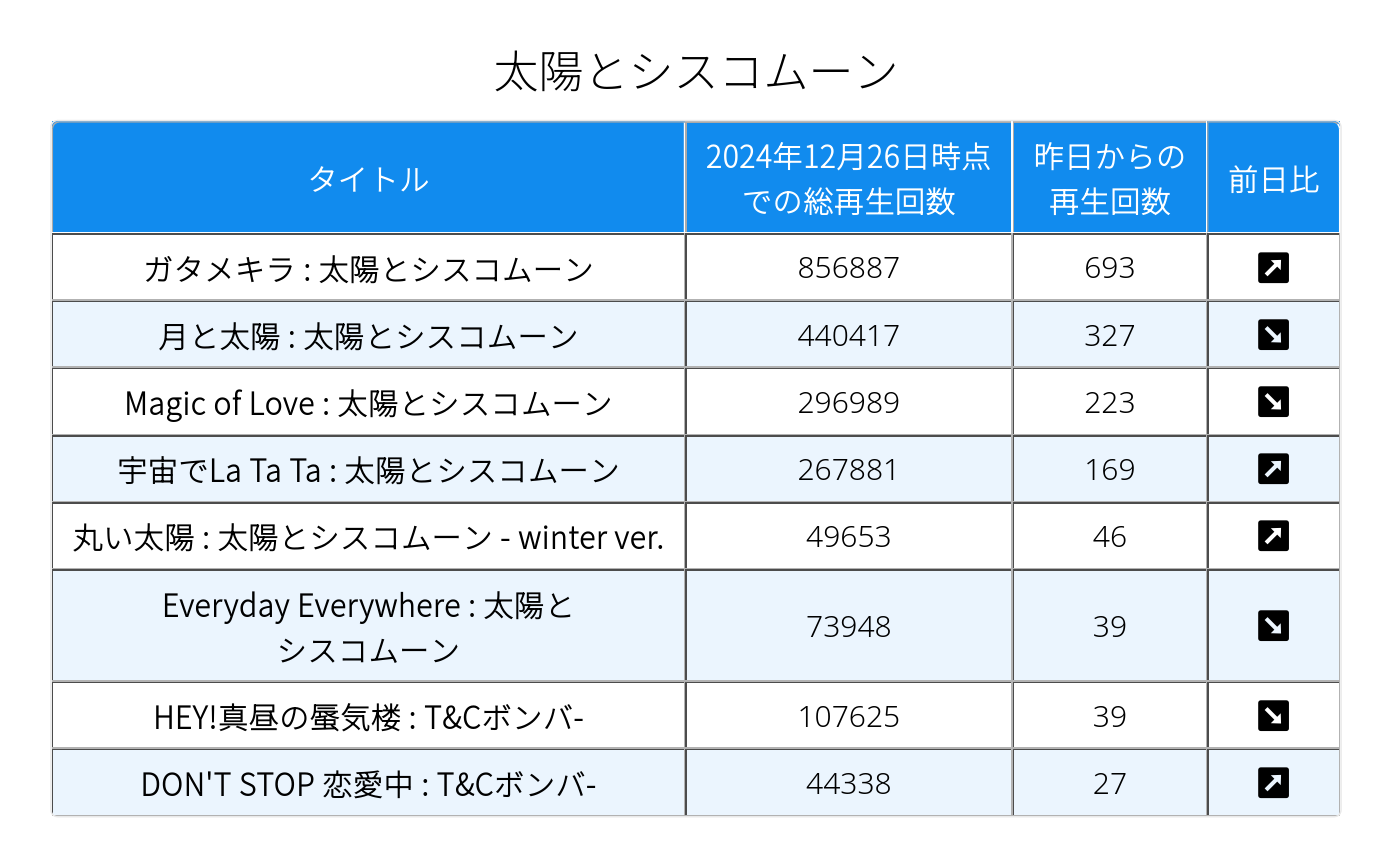 太陽とシスコムーン
タイトル
2024年12月26日時点
での総再生回数
昨日からの
再生回数
前日比
ガタメキラ : 太陽とシスコムーン 856887 693
月と太陽 : 太陽とシスコムーン 440417 327
Magic of Love : 太陽とシスコムーン 296989 223
宇宙でLa Ta Ta : 太陽とシスコムーン 267881 169
丸い太陽 : 太陽とシスコムーン - winter ver. 49653 46
Everyday Everywhere : 太陽と
シスコムーン 73948 39
HEY!真昼の蜃気楼 : T&Cボンバ- 107625 39
DON'T STOP 恋愛中 : T&Cボンバ- 44338 27